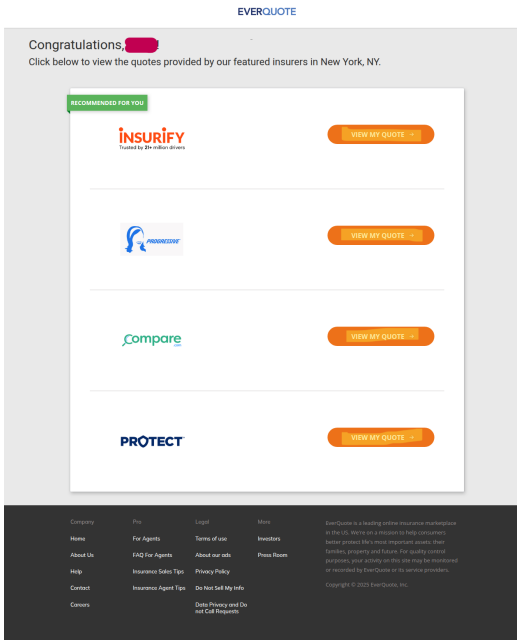 EVERQUOTE
Congratulations, !
Click below to view the quotes provided by our featured insurers in New York, NY.
RECOMMENDED FOR YOU
INSURIFY
Trusted by 21+ million drivers
VIEW MY QUOTE →
PROGRESSIVE
VIEW MY QUOTE →
Compare
.com
VIEW MY QUOTE →
PROTECT
VIEW MY QUOTE →
Company
Home
About Us
Help
Contact
Careers
Pro
For Agents
FAQ For Agents
Insurance Sales Tips
Insurance Agent Tips
Legal
Terms of use
About our ads
Privacy Policy
Do Not Sell My Info
Data Privacy and Do
not Call Requests
More
Investors
Press Room
EverQuote is a leading online insurance marketplace
in the US. We're on a mission to help consumers
better protect life's most important assets: their
families, property and future. For quality control
purposes, your activity on this site may be monitored
or recorded by EverQuote or its service providers.
Copyright © 2025 EverQuote, Inc.